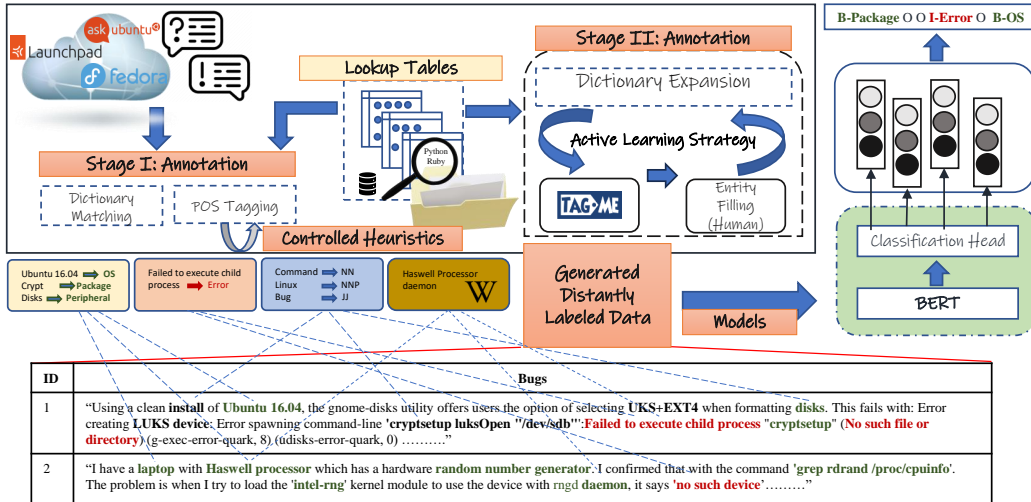 ask ubuntu
Launchpad
fedora
Lookup Tables
Python
Ruby
Stage I: Annotation
Dictionary
Matching
POS Tagging
Controlled Heuristics
Stage II: Annotation
Dictionary Expansion
Active Learning Strategy
TAGME
Entity
Filling
(Human)
B-Package O O I-Error O B-OS
Classification Head
BERT
Ubuntu 16.04 OS
Crypt Package
Disks Peripheral
Failed to execute child
process Error
Command NN
Linux NNP
Bug JJ
Haswell Processor
daemon
W
Generated
Distantly
Labeled Data
Models
ID Bugs
1 “Using a clean install of Ubuntu 16.04, the gnome-disks utility offers users the option of selecting UKS+EXT4 when formatting disks. This fails with: Error
creating LUKS device: Error spawning command-line 'cryptsetup luksOpen "/dev/sdb"':Failed to execute child process "cryptsetup" (No such file or
directory) (g-exec-error-quark, 8) (udisks-error-quark, 0) ……….”
2 “I have a laptop with Haswell processor which has a hardware random number generator. I confirmed that with the command 'grep rdrand /proc/cpuinfo'.
The problem is when I try to load the 'intel-rng' kernel module to use the device with rngd daemon, it says 'no such device'………”